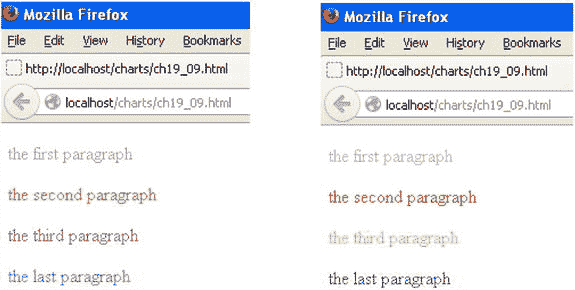 Mozilla Firefox
File Edit View History Bookmarks
http://localhost/charts/ch19_09.html
localhost/charts/ch19_09.html
the first paragraph
the second paragraph
the third paragraph
the last paragraph
Mozilla Firefox
File Edit View History Bookmarks
http://localhost/charts/ch19_09.html
localhost/charts/ch19_09.html
the first paragraph
the second paragraph
the third paragraph
the last paragraph